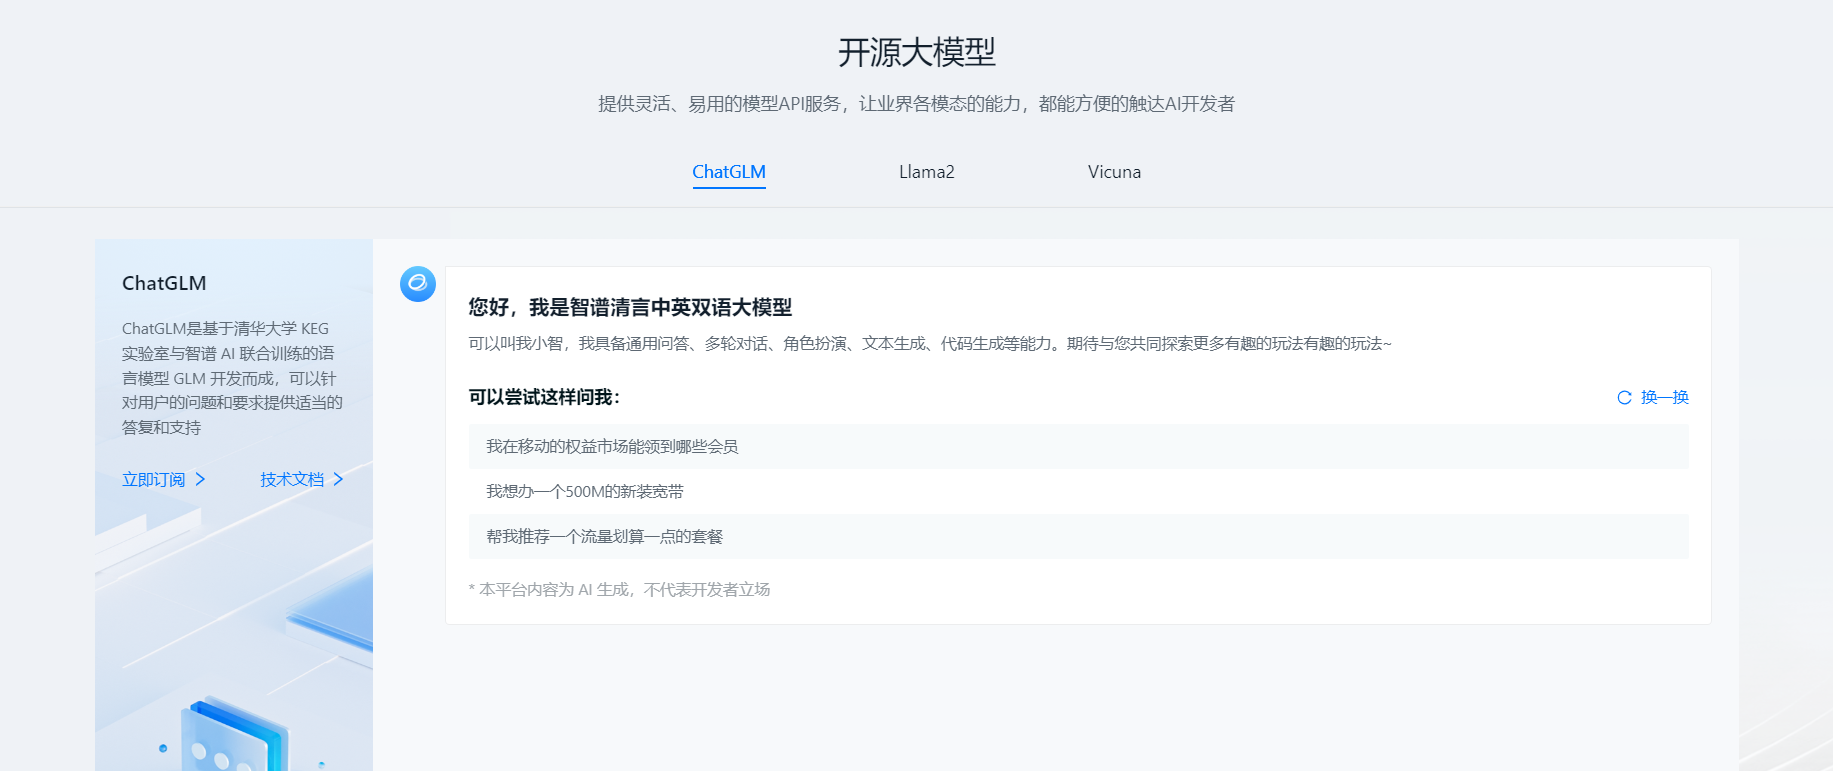 开源大模型
提供灵活、易用的模型API服务，让业界各模态的能力，都能方便的触达AI开发者
ChatGLM
Llama2
Vicuna
ChatGLM
ChatGLM是基于清华大学 KEG
实验室与智谱 AI 联合训练的语
言模型 GLM 开发而成，可以针
对用户的问题和要求提供适当的
答复和支持
立即订阅
技术文档
您好，我是智谱清言中英双语大模型
可以叫我小智，我具备通用问答、多轮对话、角色扮演、文本生成、代码生成等能力。期待与您共同探索更多有趣的玩法有趣的玩法~
可以尝试这样问我：
换一换
我在移动的权益市场能领到哪些会员
我想办一个500M的新装宽带
帮我推荐一个流量划算一点的套餐
* 本平台内容为 AI 生成，不代表开发者立场